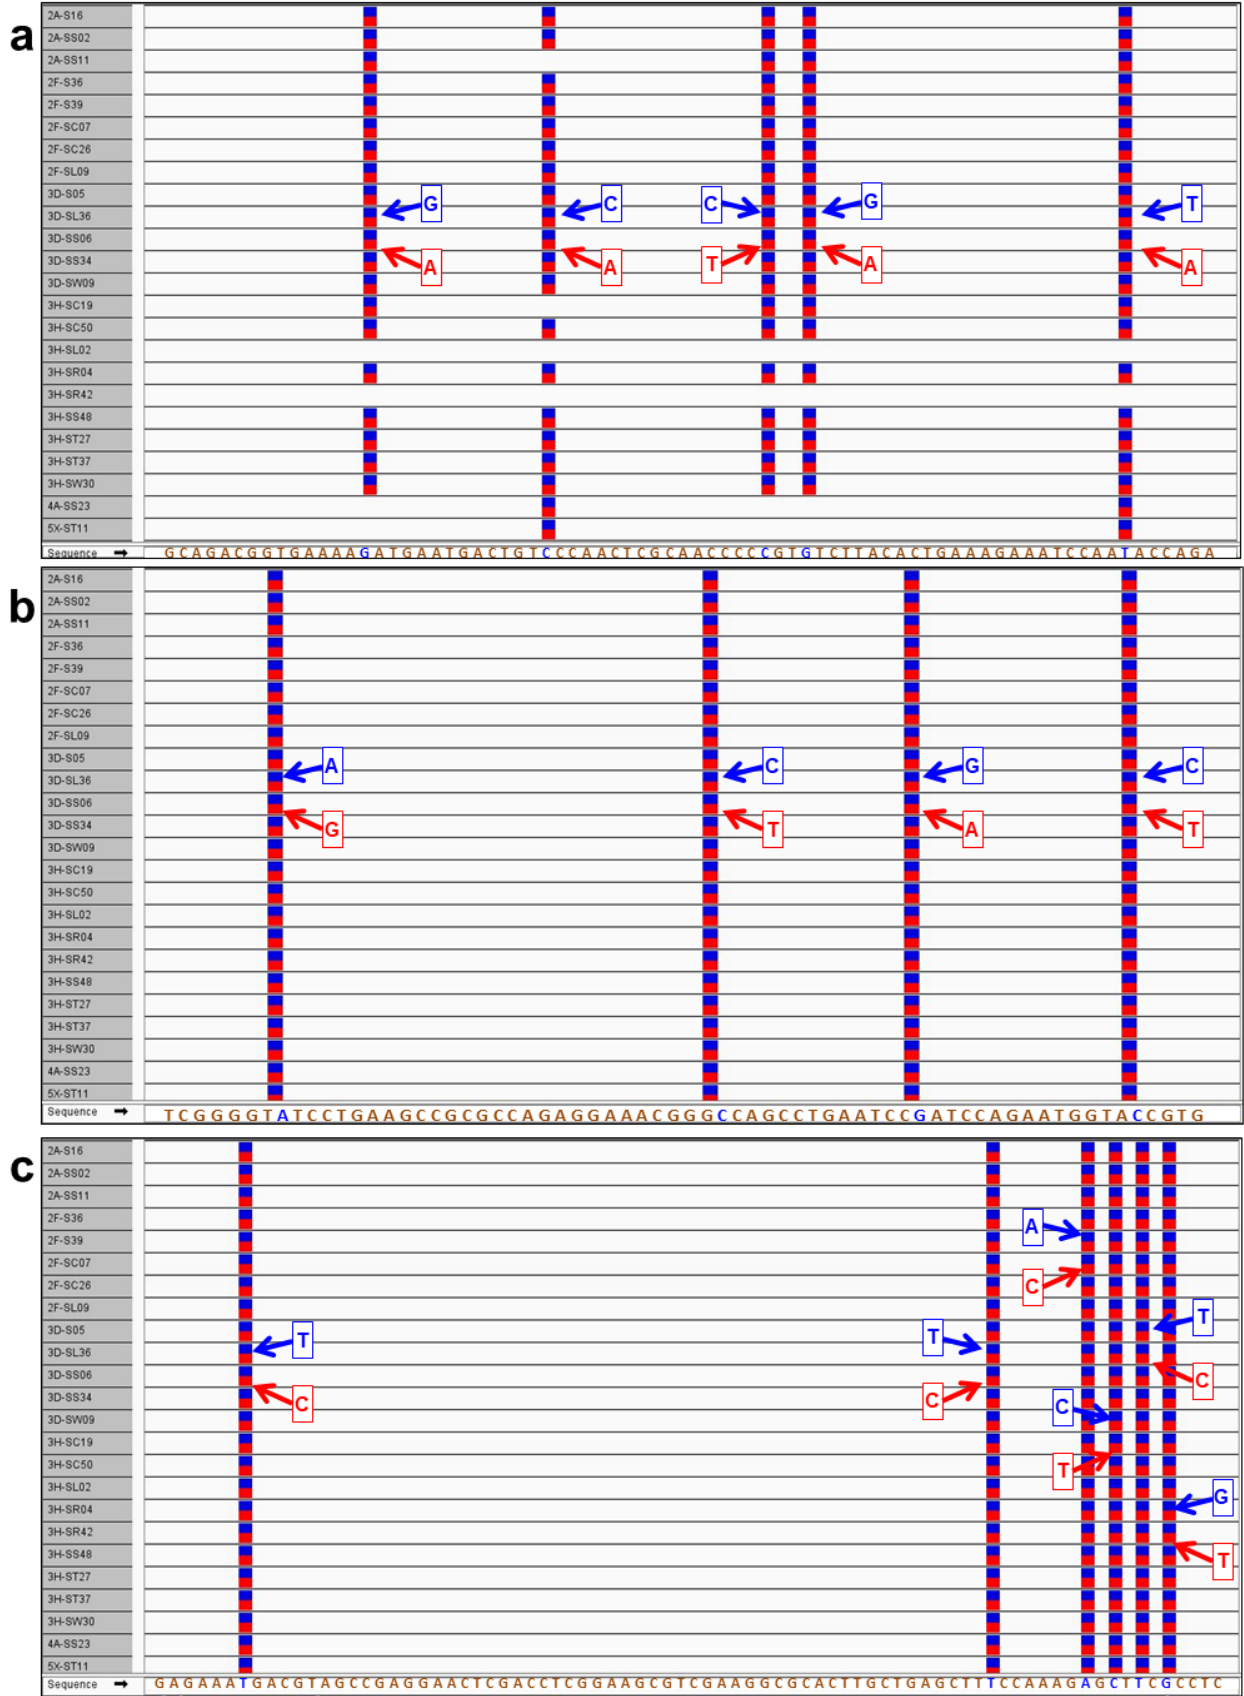 a
2A-S16
2A-SS02
2A-SS11
2F-S36
2F-S39
2F-SC07
2F-SC26
2F-SL09
3D-S05
G C C G T
3D-SL36
3D-SS06
3D-SS34
A A T A A
3D-SW09
3H-SC19
3H-SC50
3H-SL02
3H-SR04
3H-SR42
3H-SS48
3H-ST27
3H-ST37
3H-SW30
4A-SS23
5X-ST11
Sequence GCAGACGGTGAAAAGATGAATGACTGTCCCAACTCGCAACCCCCCGTGTCTTACACTGAAAGAAATCCAATACCAGA
b
2A-S16
2A-SS02
2A-SS11
2F-S36
2F-S39
2F-SC07
2F-SC26
2F-SL09
3D-S05
A C G C
3D-SL36
3D-SS06
3D-SS34
G T A T
3D-SW09
3H-SC19
3H-SC50
3H-SL02
3H-SR04
3H-SR42
3H-SS48
3H-ST27
3H-ST37
3H-SW30
4A-SS23
5X-ST11
Sequence TCGGGGTATCCTGAAGCCGCGCCAGAGGAAACGGGCCAGCCTGAATCCGATCCAGAATGGTACCGTG
c
2A-S16
2A-SS02
2A-SS11
2F-S36
A
2F-S39
2F-SC07
2F-SC26
C
2F-SL09
T
3D-S05
T T
3D-SL36
3D-SS06
C
3D-SS34
C C
C
3D-SW09
3H-SC19
3H-SC50
T
3H-SL02
G
3H-SR04
3H-SR42
3H-SS48
T
3H-ST27
3H-ST37
3H-SW30
4A-SS23
5X-ST11
Sequence GAGAAATGACGTAGCCGAGGAACTCGACCTCGGAAGCGTCGAAGGCGCACTTGCTGAGCTTTCCAAAGAGCTTCGCCTC